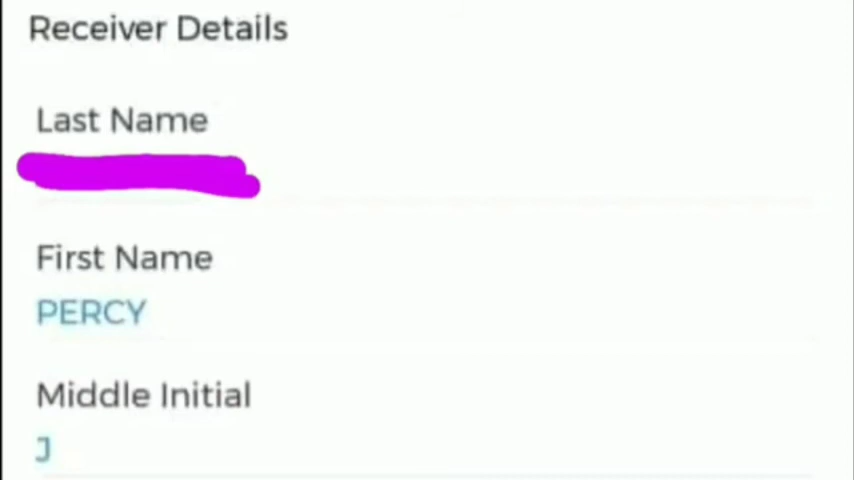 Receiver Details
Last Name
First Name
PERCY
Middle Initial
J